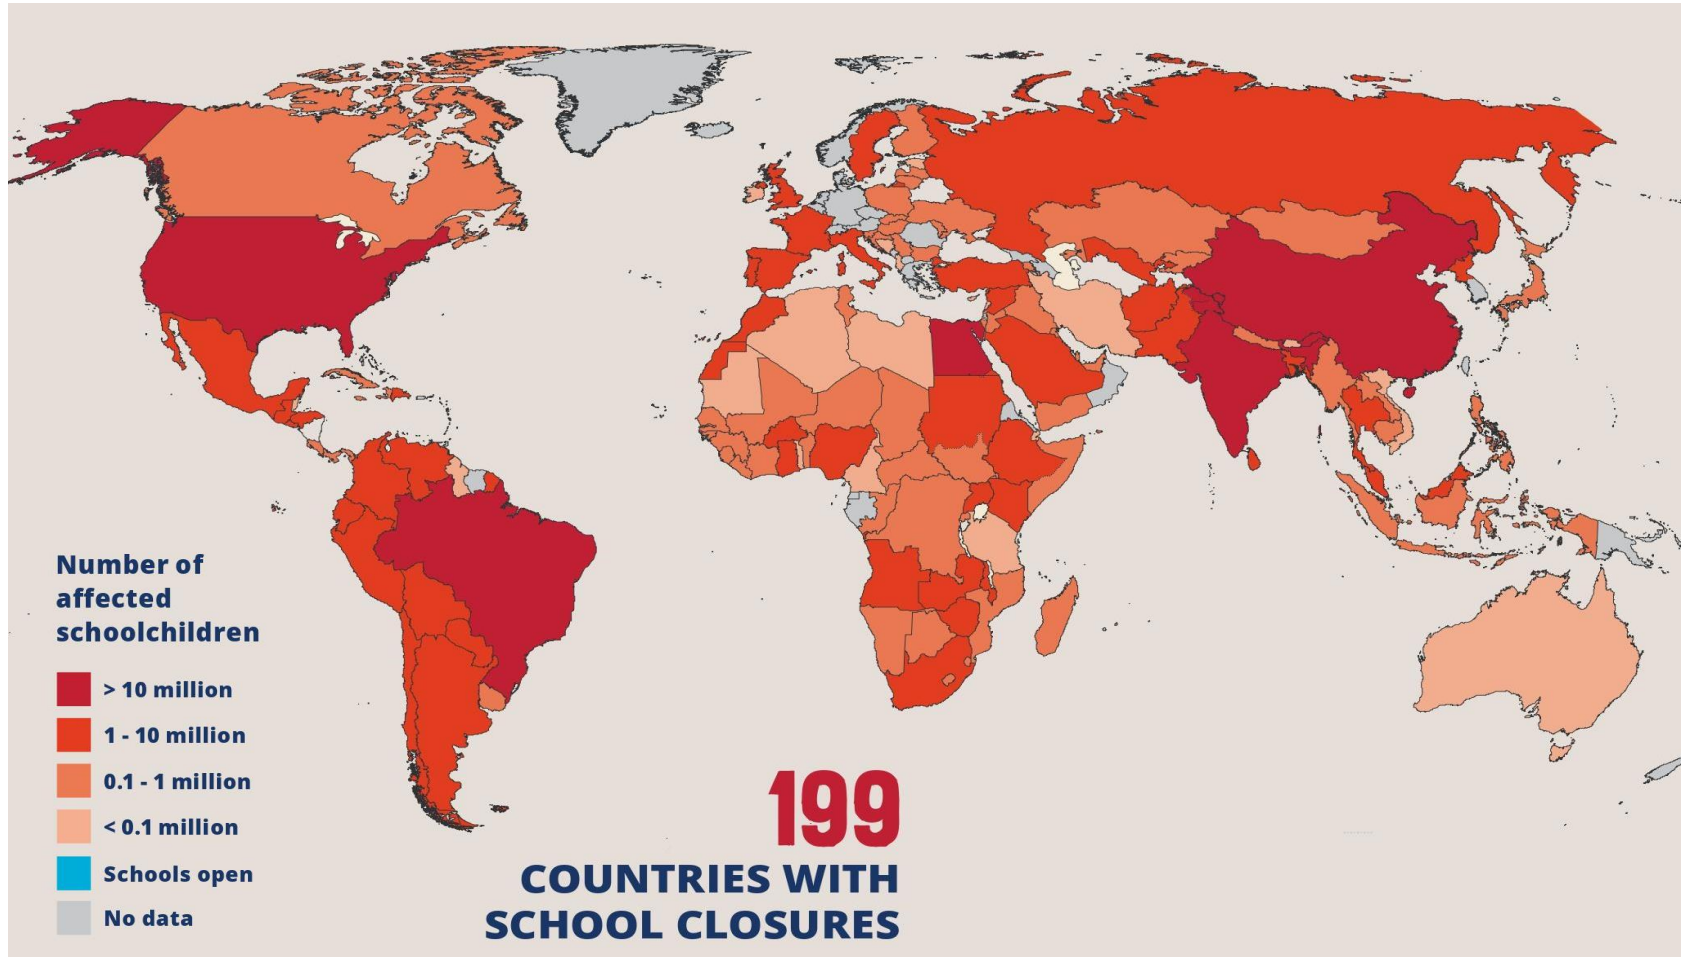 Number of
affected
schoolchildren
> 10 million
1 - 10 million
0.1 - 1 million
< 0.1 million
Schools open
No data
199
COUNTRIES WITH
SCHOOL CLOSURES